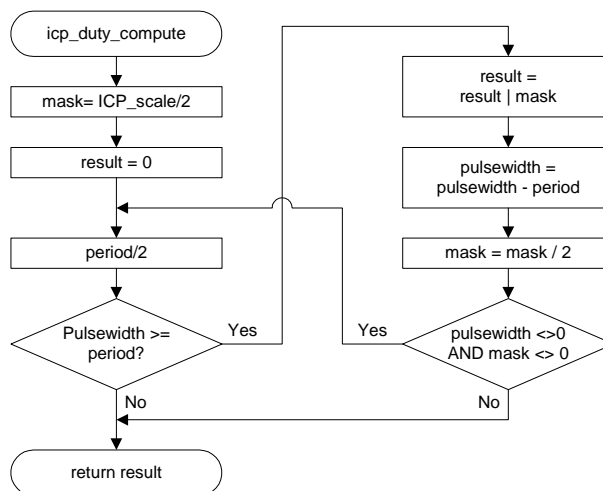 icp_duty_compute
mask= ICP_scale/2
result = 0
period/2
Pulsewidth >=
period?
Yes
No
return result
result =
result | mask
pulsewidth =
pulsewidth - period
mask = mask / 2
pulsewidth <>0
AND mask <> 0
Yes
No